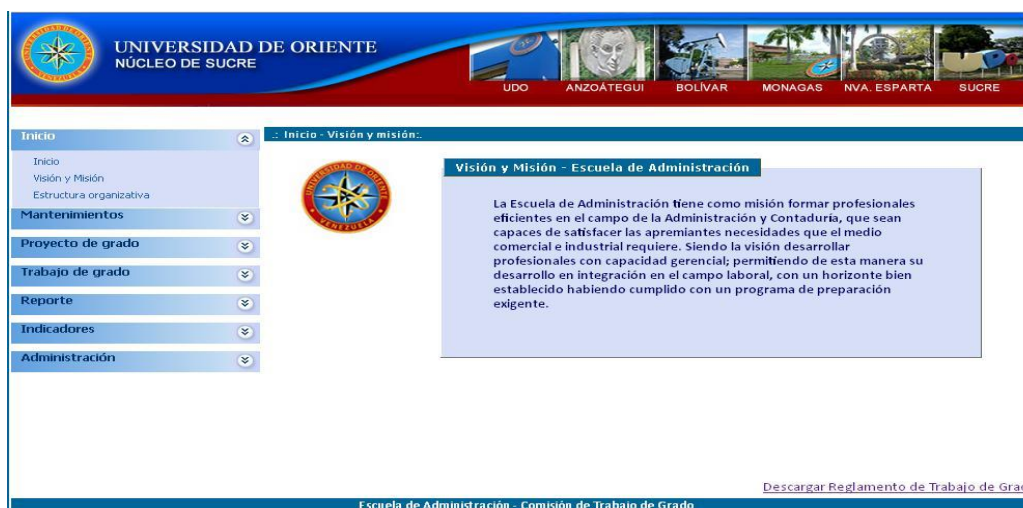 UNIVERSIDAD DE ORIENTE
NÚCLEO DE SUCRE
UDO
ANZOÁTEGUI
BOLÍVAR
MONAGAS
NVA. ESPARTA
SUCRE
Inicio
Inicio
Visión y Misión
Estructura organizativa
Mantenimientos
Proyecto de grado
Trabajo de grado
Reporte
Indicadores
Administración
.: Inicio - Visión y misión:.
UNIVERSIDAD DE ORIENTE
VENEZUELA
Visión y Misión - Escuela de Administración
La Escuela de Administración tiene como misión formar profesionales
eficientes en el campo de la Administración y Contaduría, que sean
capaces de satisfacer las apremiantes necesidades que el medio
comercial e industrial requiere. Siendo la visión desarrollar
profesionales con capacidad gerencial; permitiendo de esta manera su
desarrollo en integración en el campo laboral, con un horizonte bien
establecido habiendo cumplido con un programa de preparación
exigente.
Descargar Reglamento de Trabajo de Grad
Escuela de Administración - Comisión de Trabajo de Grado